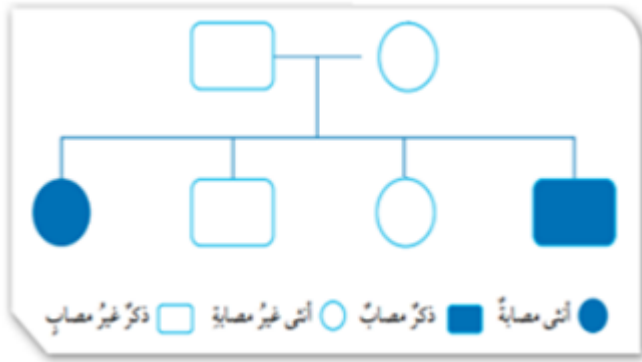 أنثى مصابةٌ ذكرٌ مصابٌ أنثى غيرُ مصابةٍ ذكرٌ غيرُ مصابٍ